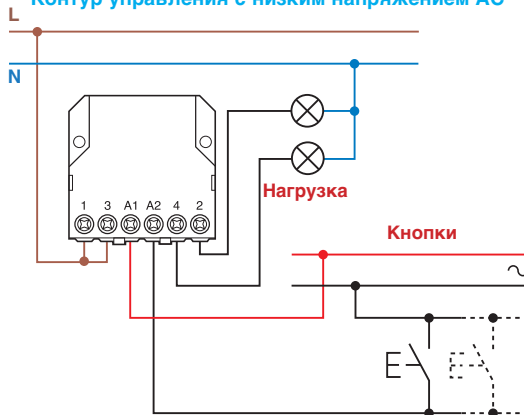 Контур управления с низким напряжением AC
L
N
Нагрузка
1 3 A1 A2 4 2
Кнопки
~